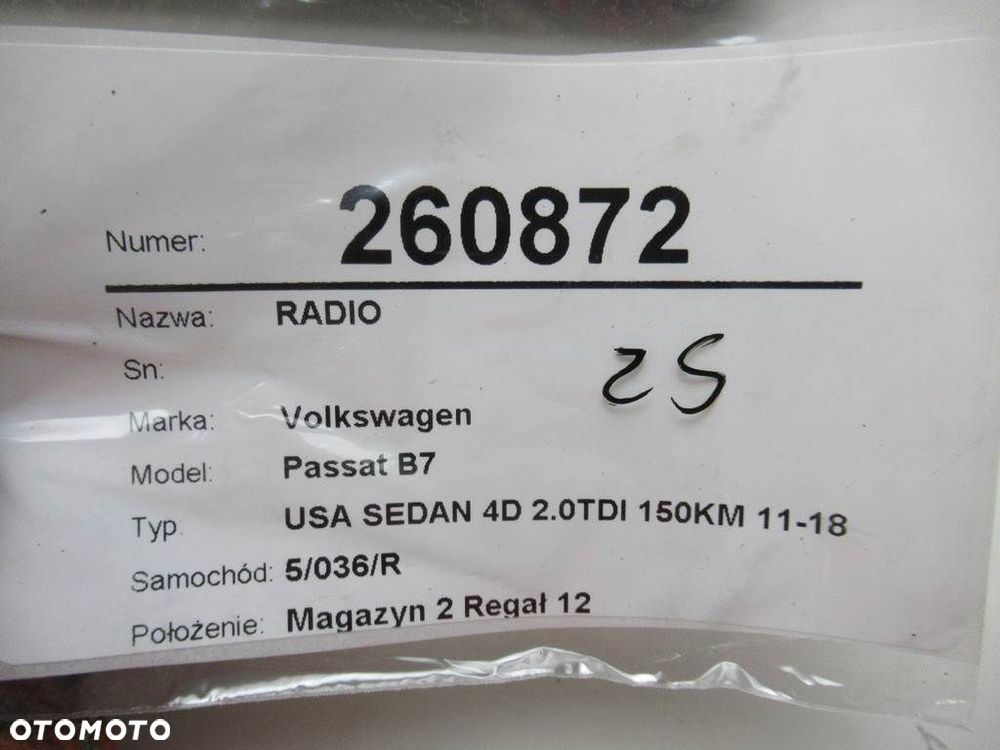 Numer: 260872
Nazwa: RADIO
Sn:
25
Marka: Volkswagen
Model: Passat B7
Typ USA SEDAN 4D 2.0TDI 150KM 11-18
Samochód: 5/036/R
Położenie: Magazyn 2 Regał 12
OTOMOTO